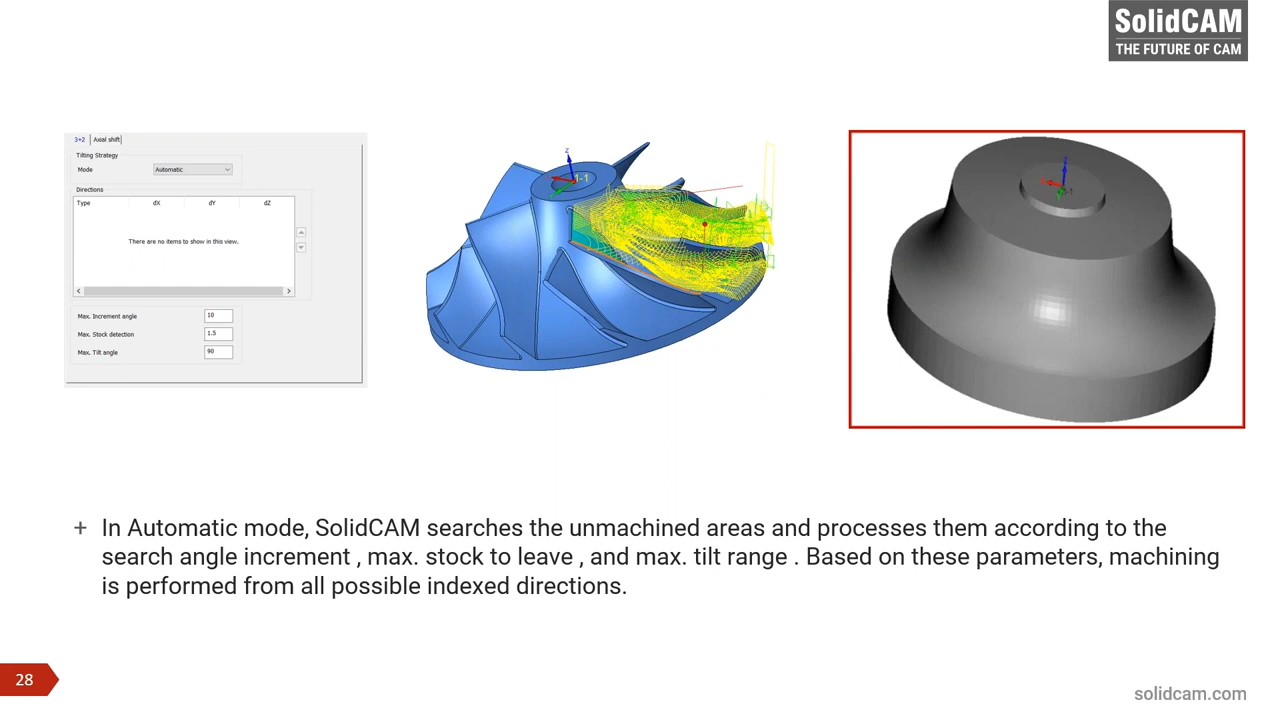 SolidCAM
THE FUTURE OF CAM
3+2 Axial shift
Tilting Strategy
Mode Automatic
Directions
Type dX dY dZ
There are no items to show in this view.
Max. Increment angle 10
Max. Stock detection 1.5
Max. Tilt angle 90
Z
1-1
Z
+ In Automatic mode, SolidCAM searches the unmachined areas and processes them according to the
search angle increment , max. stock to leave , and max. tilt range . Based on these parameters, machining
is performed from all possible indexed directions.
28
solidcam.com